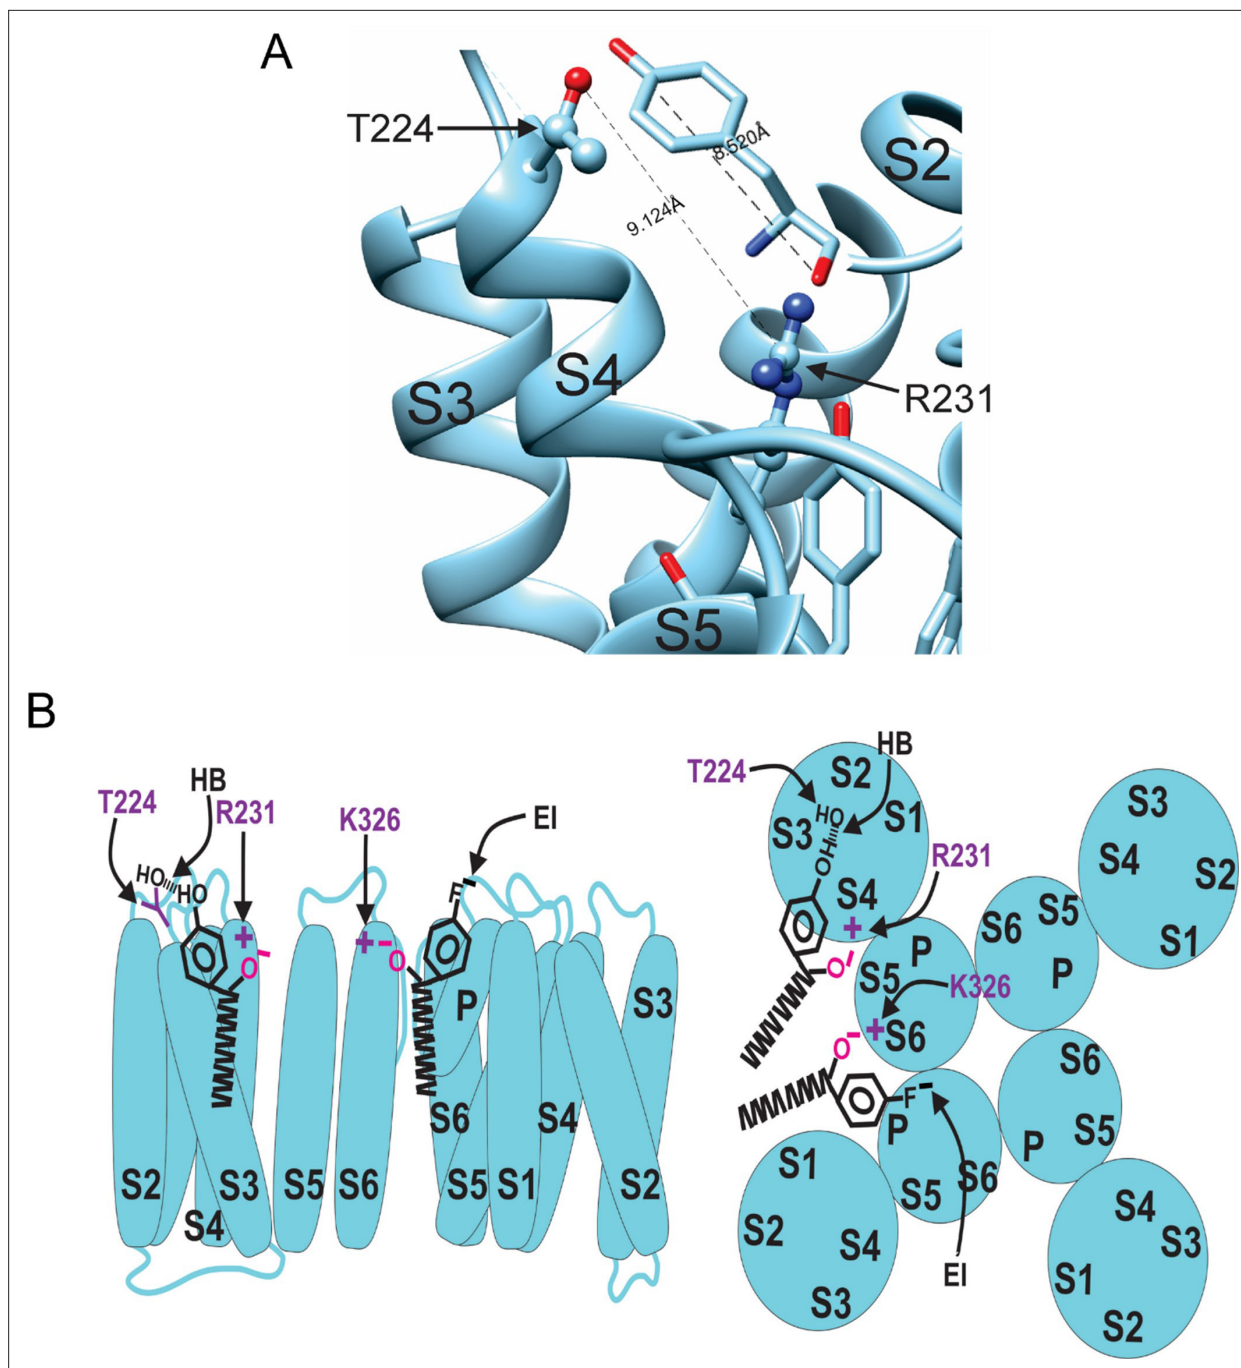 A
T224
8.520Å
S2
9.124Å
S3
S4
R231
S5
B
T224
HB
R231
K326
EI
HO
HO
F
+
-
O
+
-
O
P
S3
S6
S4
S2
S3
S4
S5
S6
S5
S1
S2
T224
HB
S2
HO
S3
S1
OH
S4
R231
+
-
O
P
S5
K326
+
-
O
S6
F
-
P
S5
S6
EI
S6
S5
P
S3
S4
S2
S1
S6
P
S5
S1
S2
S4
S3
S4
S3
S1
S2